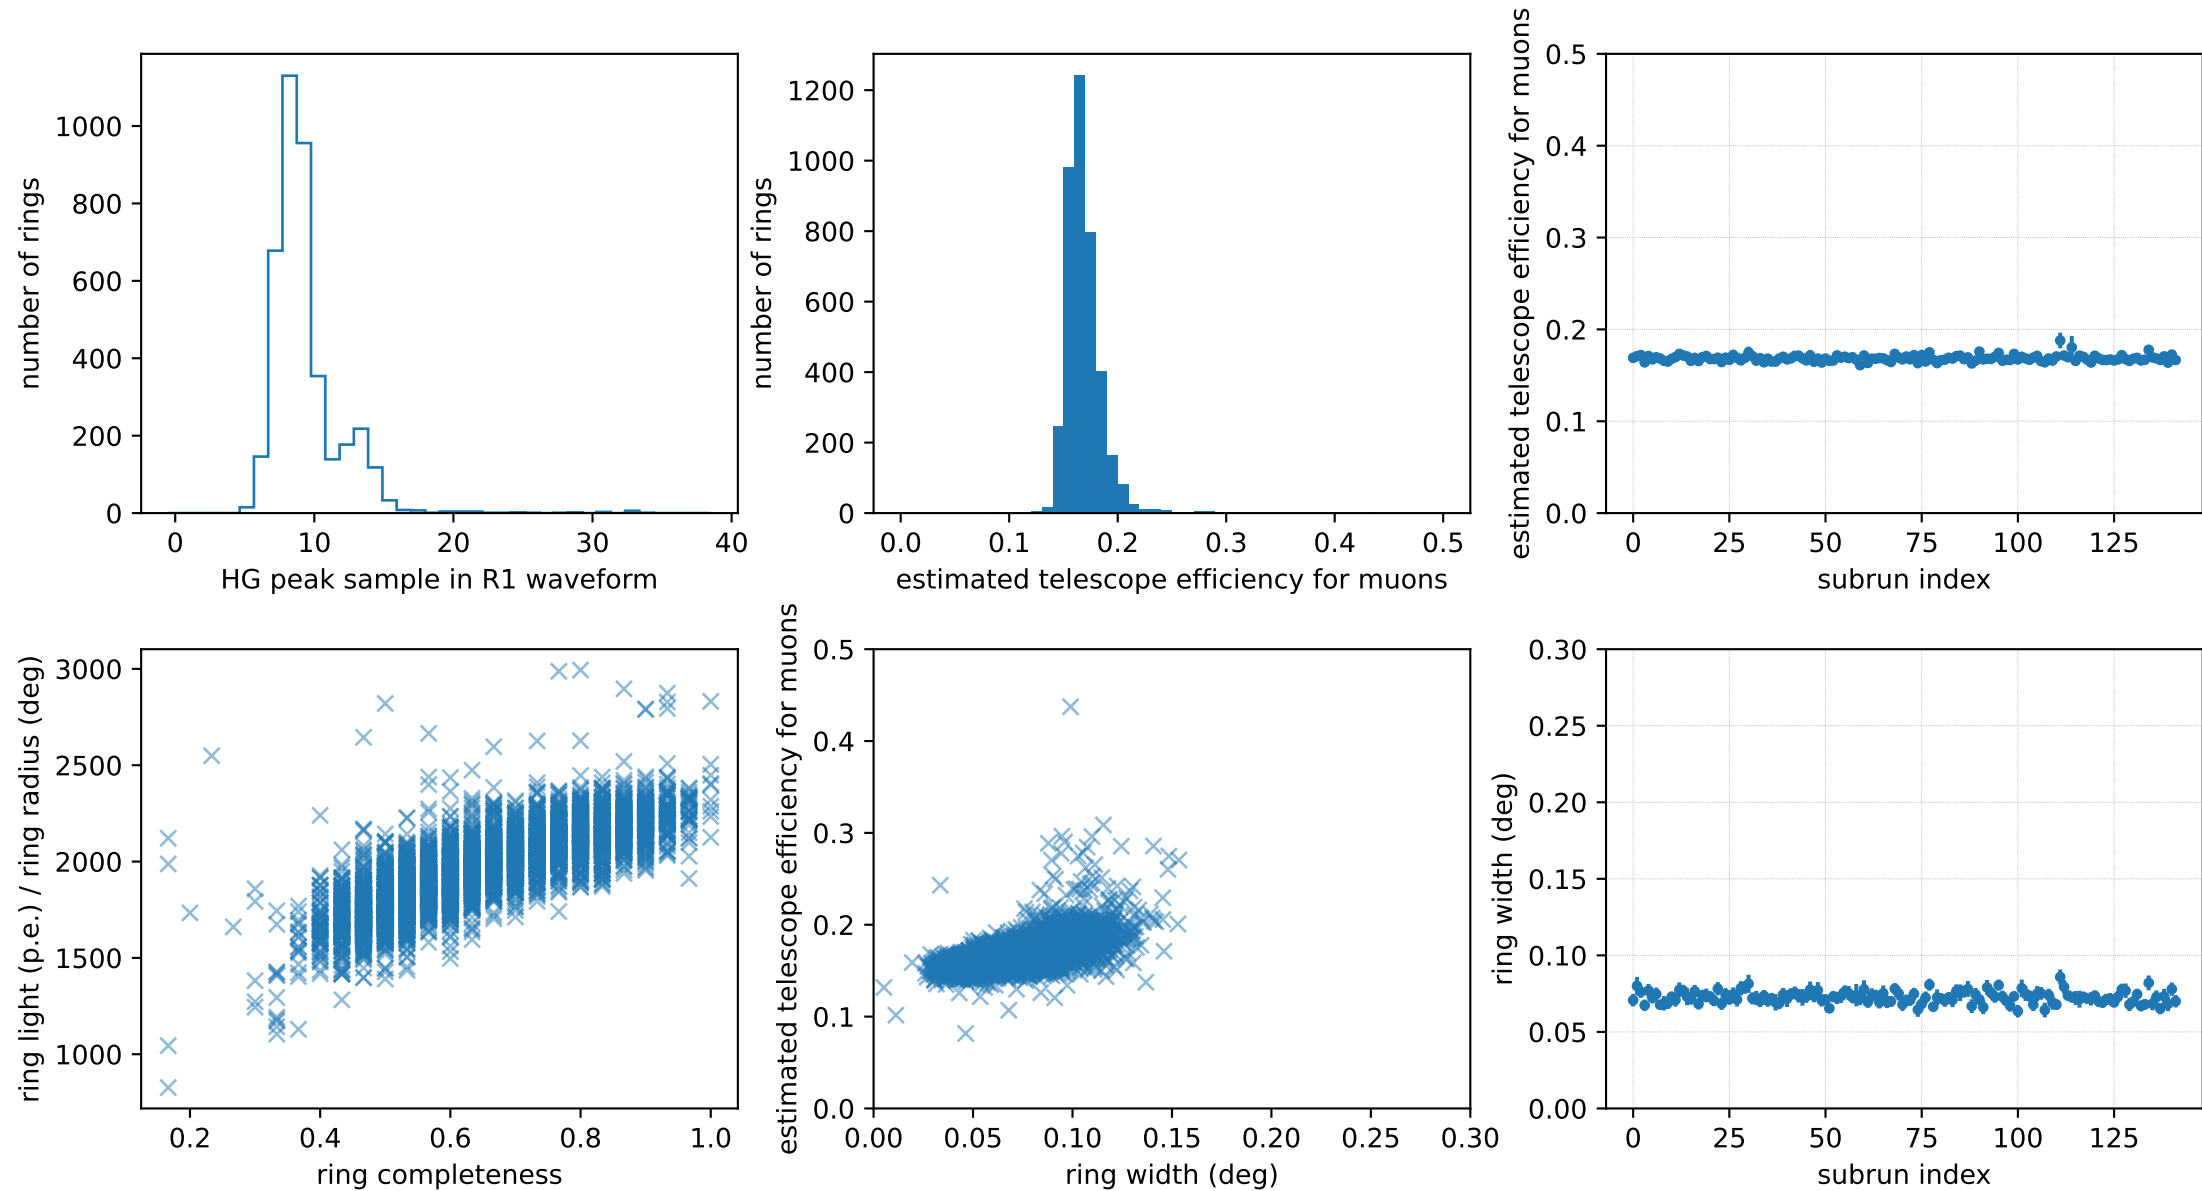 number of rings
1000
800
600
400
200
0
0 10 20 30 40
HG peak sample in R1 waveform
number of rings
1200
1000
800
600
400
200
0
0.0 0.1 0.2 0.3 0.4 0.5
estimated telescope efficiency for muons
estimated telescope efficiency for muons
0.5
0.4
0.3
0.2
0.1
0.0
0 25 50 75 100 125
subrun index
ring light (p.e.) / ring radius (deg)
3000
2500
2000
1500
1000
0.2 0.4 0.6 0.8 1.0
ring completeness
estimated telescope efficiency for muons
0.5
0.4
0.3
0.2
0.1
0.0
0.00 0.05 0.10 0.15 0.20 0.25 0.30
ring width (deg)
ring width (deg)
0.30
0.25
0.20
0.15
0.10
0.05
0.00
0 25 50 75 100 125
subrun index